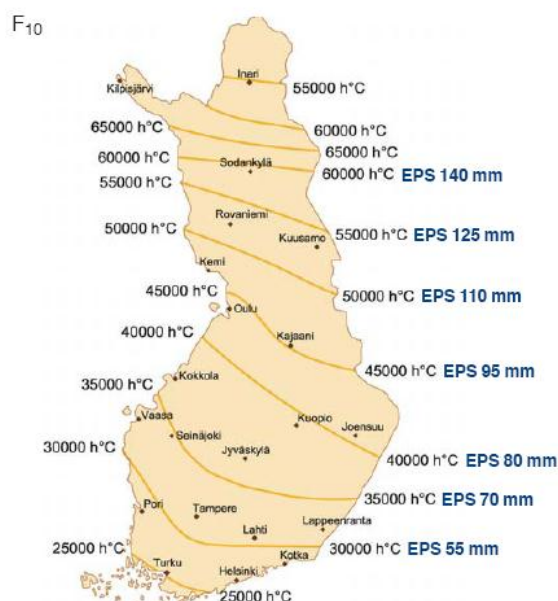 F10
Inari
Kilpisjärvi
55000 h°C
65000 h°C
60000 h°C
65000 h°C
60000 h°C
Sodankylä
60000 h°C EPS 140 mm
55000 h°C
Rovaniemi
50000 h°C
Kuusamo
55000 h°C EPS 125 mm
Kemi
45000 h°C
50000 h°C EPS 110 mm
Oulu
40000 h°C
Kajaani
45000 h°C EPS 95 mm
Kokkola
35000 h°C
Vaasa
Kuopio
Seinäjoki
Joensuu
30000 h°C
Jyväskylä
40000 h°C EPS 80 mm
35000 h°C EPS 70 mm
Pori
Tampere
Lappeenranta
Lahti
25000 h°C
30000 h°C EPS 55 mm
Kotka
Turku
Helsinki
25000 h°C